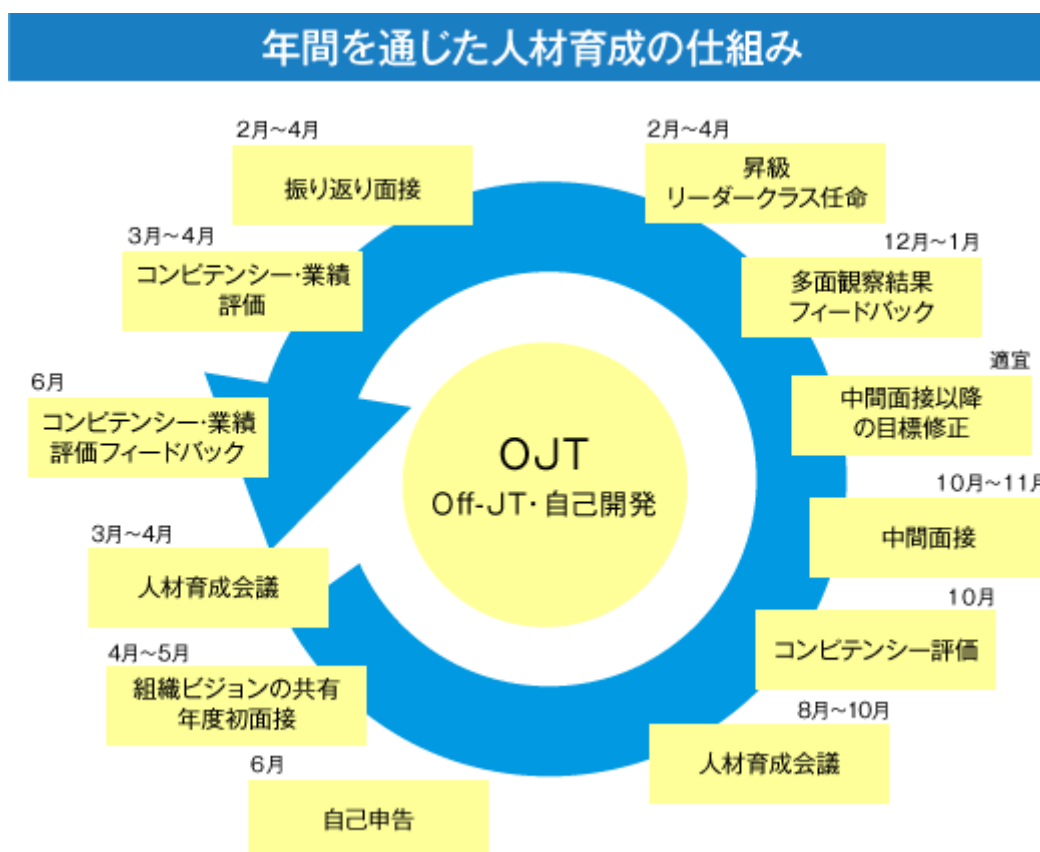 年間を通じた人材育成の仕組み
2月～4月
振り返り面接
2月～4月
昇級
リーダークラス任命
3月～4月
コンピテンシー・業績
評価
12月～1月
多面観察結果
フィードバック
適宜
中間面接以降
の目標修正
6月
コンピテンシー・業績
評価フィードバック
OJT
Off-JT・自己開発
10月～11月
中間面接
3月～4月
人材育成会議
10月
コンピテンシー評価
4月～5月
組織ビジョンの共有
年度初面接
8月～10月
人材育成会議
6月
自己申告